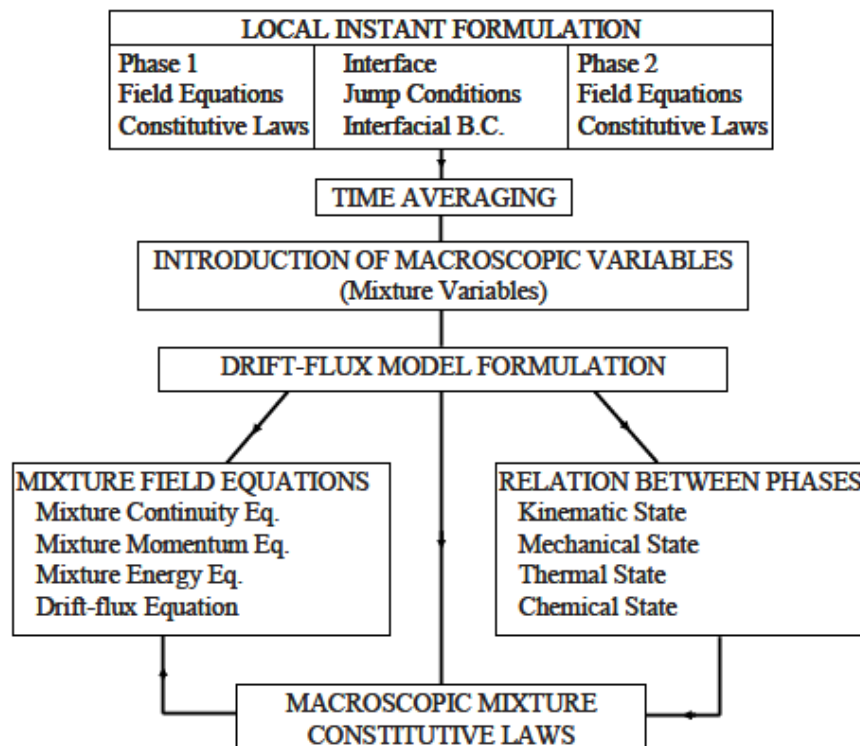 LOCAL INSTANT FORMULATION
Phase 1
Field Equations
Constitutive Laws
Interface
Jump Conditions
Interfacial B.C.
Phase 2
Field Equations
Constitutive Laws
TIME AVERAGING
INTRODUCTION OF MACROSCOPIC VARIABLES
(Mixture Variables)
DRIFT-FLUX MODEL FORMULATION
MIXTURE FIELD EQUATIONS
Mixture Continuity Eq.
Mixture Momentum Eq.
Mixture Energy Eq.
Drift-flux Equation
RELATION BETWEEN PHASES
Kinematic State
Mechanical State
Thermal State
Chemical State
MACROSCOPIC MIXTURE
CONSTITUTIVE LAWS